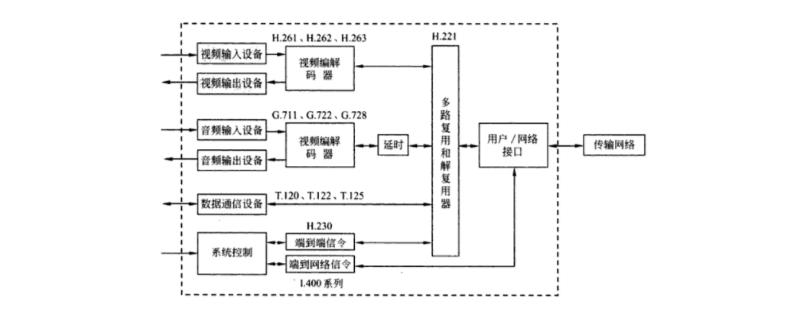 H.261、H.262、H.263
H.221
视频输入设备
视频输出设备
视频编解
码 器
G.711、G.722、G.728
音频输入设备
音频输出设备
视频编解
码 器
延时
多路复用和解复用器
用户/网络
接口
传输网络
数据通信设备
T.120、T.122、T.125
H.230
系统控制
端到端信令
端到网络信令
I.400 系列